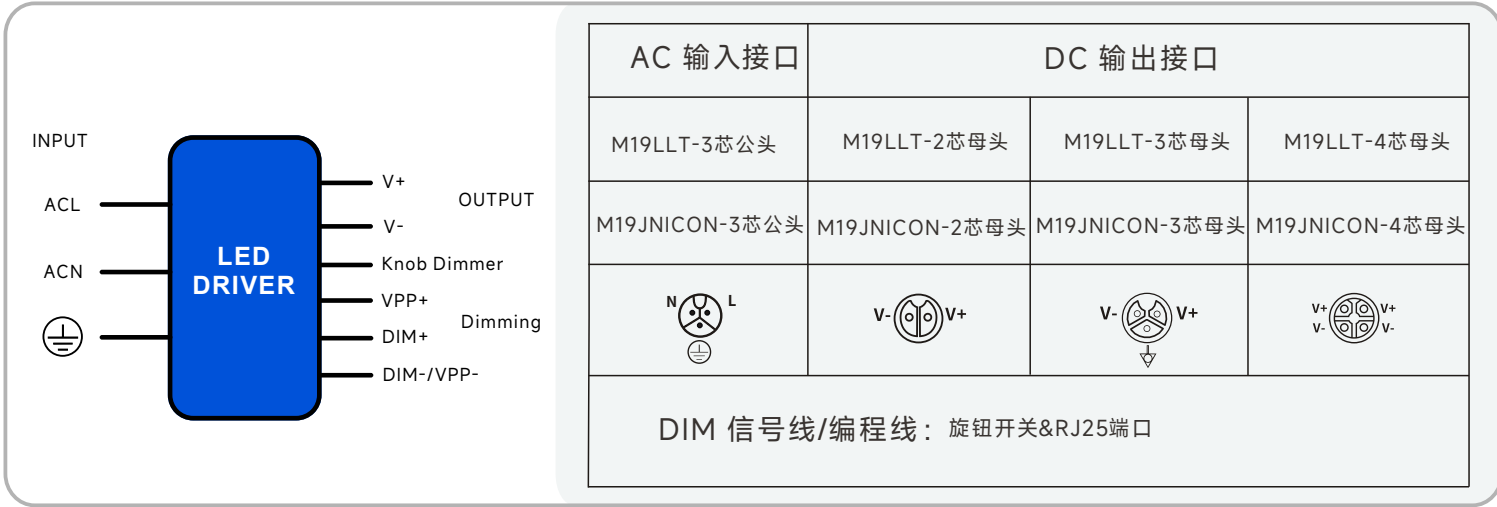 INPUT
ACL
ACN
LED
DRIVER
V+
V-
Knob Dimmer
VPP+
DIM+
DIM-/VPP-
OUTPUT
Dimming
AC 输入接口
DC 输出接口
M19LLT-3芯公头
M19LLT-2芯母头
M19LLT-3芯母头
M19LLT-4芯母头
M19JNICON-3芯公头
M19JNICON-2芯母头
M19JNICON-3芯母头
M19JNICON-4芯母头
N L
V- V+
V- V+
V+ V+
V- V-
DIM 信号线/编程线：旋钮开关&RJ25端口